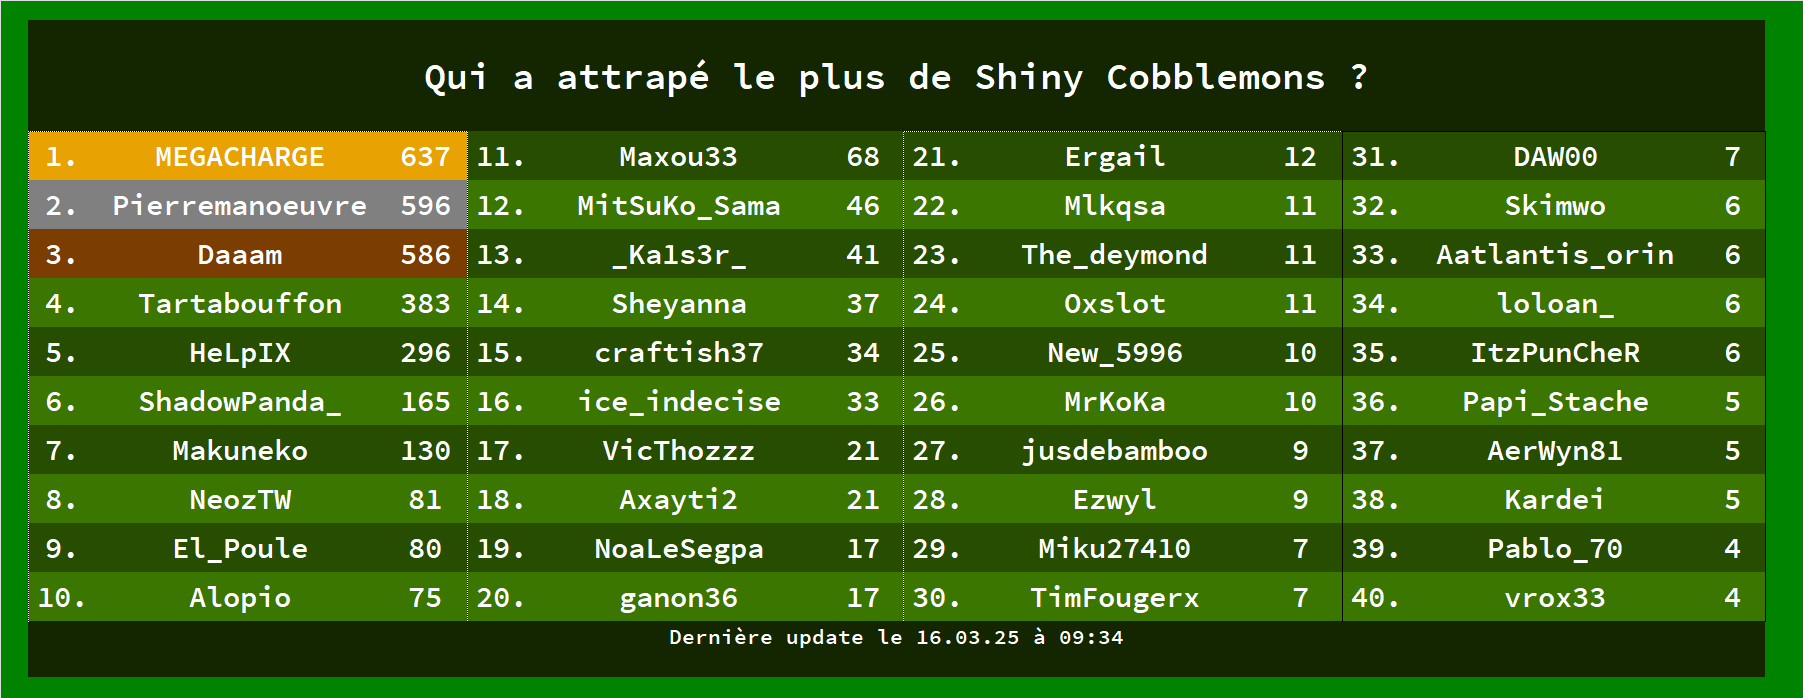 Qui a attrapé le plus de Shiny Cobblemons ?
1. MEGACHARGE 637
2. Pierremanoeuvre 596
3. Daaam 586
4. Tartabouffon 383
5. HeLpIX 296
6. ShadowPanda_ 165
7. Makuneko 130
8. NeozTW 81
9. El_Poule 80
10. Alopio 75
11. Maxou33 68
12. MitSuKo_Sama 46
13. _Ka1s3r_ 41
14. Sheyanna 37
15. craftish37 34
16. ice_indecise 33
17. VicThozzz 21
18. Axayti2 21
19. NoaLeSegpa 17
20. ganon36 17
21. Ergail 12
22. Mlkqsa 11
23. The_deymond 11
24. Oxslot 11
25. New_5996 10
26. MrKoKa 10
27. jusdebamboo 9
28. Ezwyl 9
29. Miku27410 7
30. TimFougerx 7
31. DAW00 7
32. Skimwo 6
33. Aatlantis_orin 6
34. loloan_ 6
35. ItzPunCheR 6
36. Papi_Stache 5
37. AerWyn81 5
38. Kardei 5
39. Pablo_70 4
40. vrox33 4
Dernière update le 16.03.25 à 09:34